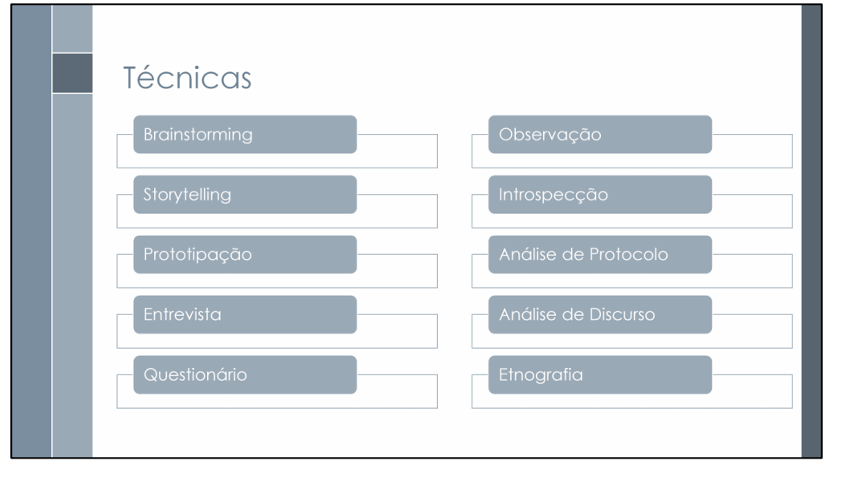 Técnicas
Brainstorming
Storytelling
Prototipação
Entrevista
Questionário
Observação
Introspecção
Análise de Protocolo
Análise de Discurso
Etnografia